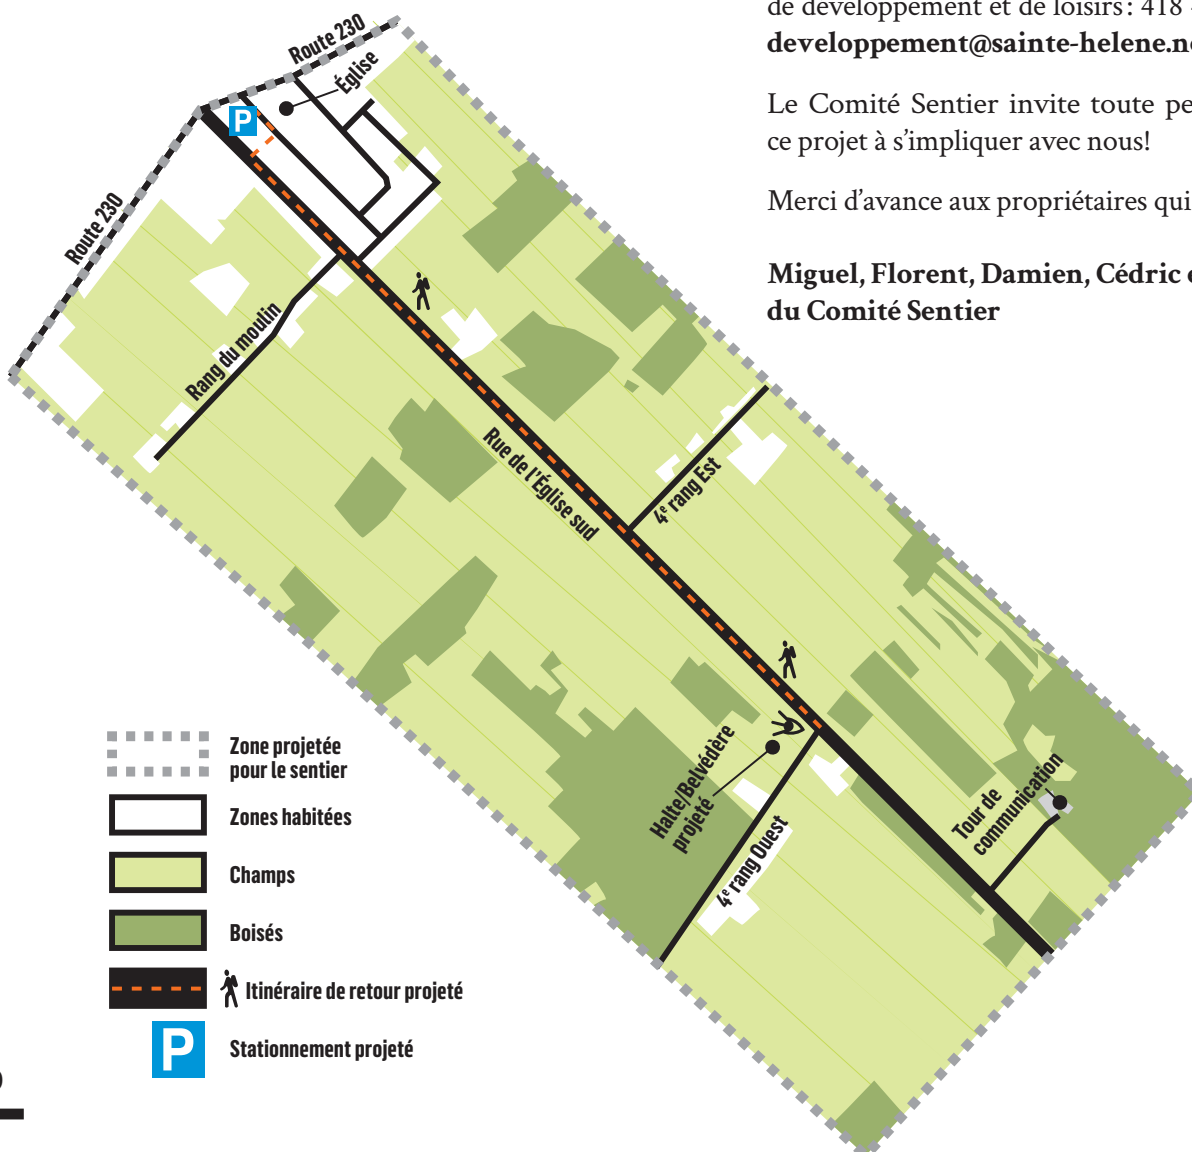 de développement et de loisirs : 418
developpement@sainte-helene.n
Le Comité Sentier invite toute
ce projet à s'impliquer avec nous!
Merci d'avance aux propriétaires qui
Miguel, Florent, Damien, Cédric
du Comité Sentier
Route 230
Église
P
Route 230
Rang du moulin
Rue de l'Église sud
4e rang Est
Halte/Belvédère
projeté
4e rang Ouest
Tour de
communication
Zone projetée
pour le sentier
Zones habitées
Champs
Boisés
Itinéraire de retour projeté
P
Stationnement projeté